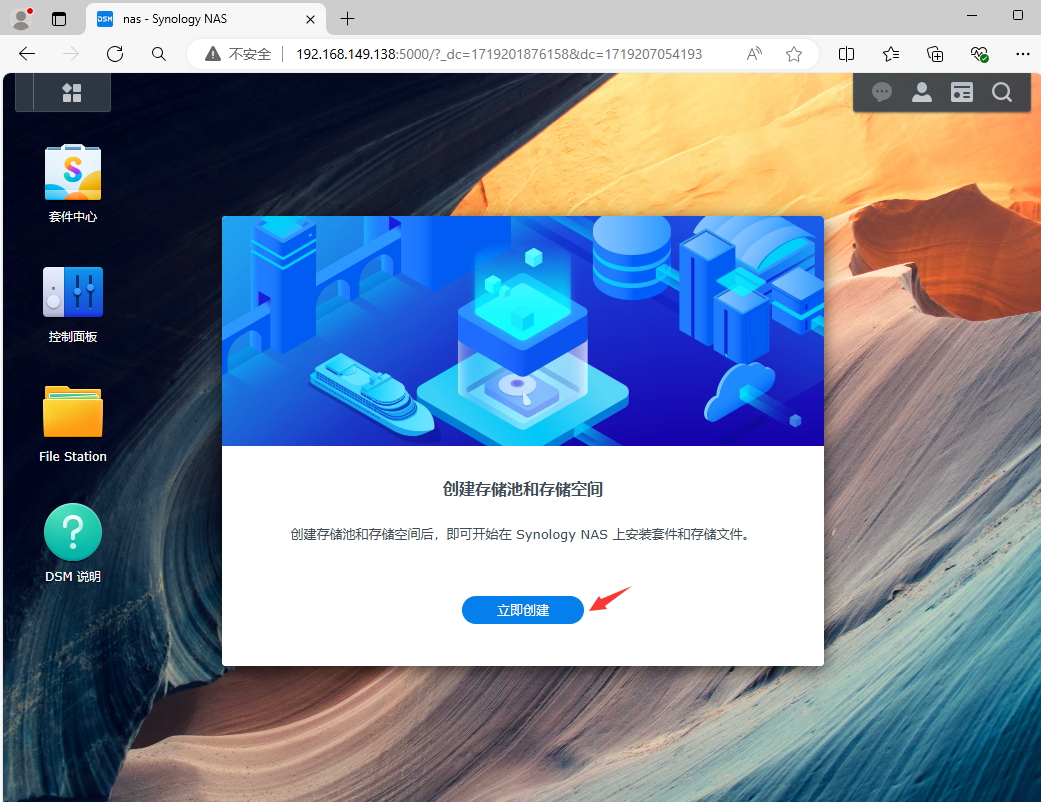 DSM nas - Synology NAS
不安全 192.168.149.138:5000/?_dc=1719201876158&dc=1719207054193
套件中心
控制面板
File Station
DSM 说明
创建存储池和存储空间
创建存储池和存储空间后，即可开始在 Synology NAS 上安装套件和存储文件。
立即创建